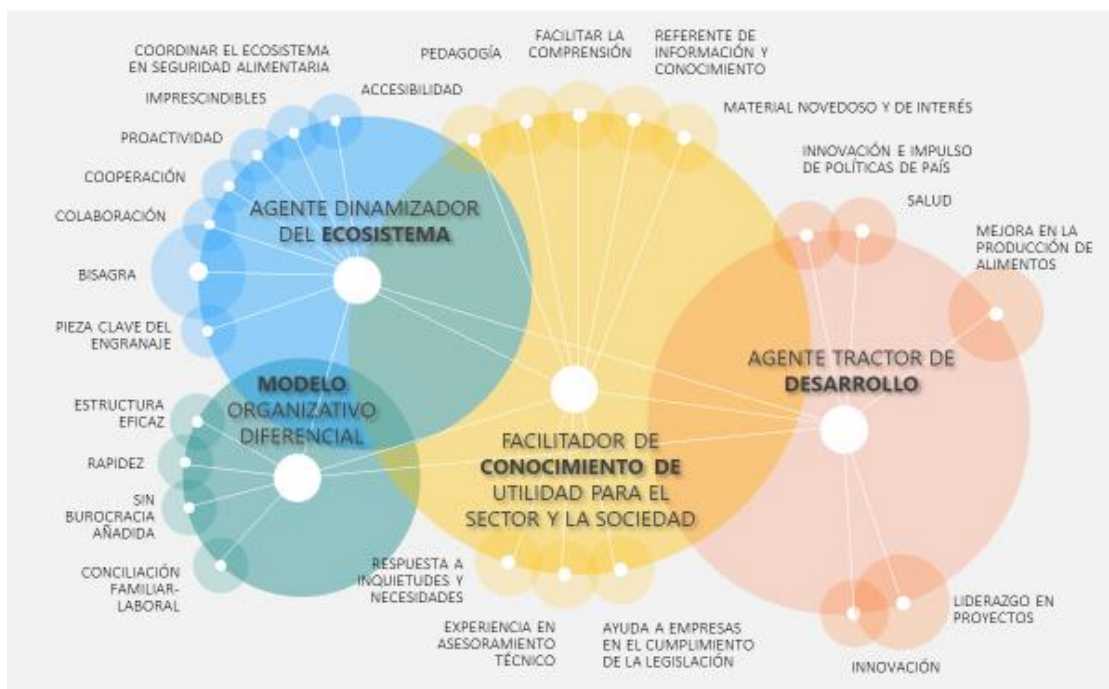 COORDINAR EL ECOSISTEMA
EN SEGURIDAD ALIMENTARIA
IMPRESCINDIBLES
PROACTIVIDAD
COOPERACIÓN
COLABORACIÓN
BISAGRA
PIEZA CLAVE DEL
ENGRANAJE
ACCESIBILIDAD
AGENTE DINAMIZADOR
DEL ECOSISTEMA
PEDAGOGÍA
FACILITAR LA
COMPRENSIÓN
REFERENTE DE
INFORMACIÓN Y
CONOCIMIENTO
MATERIAL NOVEDOSO Y DE INTERÉS
INNOVACIÓN E IMPULSO
DE POLÍTICAS DE PAÍS
SALUD
MEJORA EN LA
PRODUCCIÓN DE
ALIMENTOS
AGENTE TRACTOR DE
DESARROLLO
MODELO
ORGANIZATIVO
DIFERENCIAL
ESTRUCTURA
EFICAZ
RAPIDEZ
SIN
BUROCRACIA
AÑADIDA
CONCILIACIÓN
FAMILIAR-
LABORAL
FACILITADOR DE
CONOCIMIENTO DE
UTILIDAD PARA EL
SECTOR Y LA SOCIEDAD
RESPUESTA A
INQUIETUDES Y
NECESIDADES
EXPERIENCIA EN
ASESORAMIENTO
TÉCNICO
AYUDA A EMPRESAS
EN EL CUMPLIMIENTO
DE LA LEGISLACIÓN
LIDERAZGO EN
PROYECTOS
INNOVACIÓN